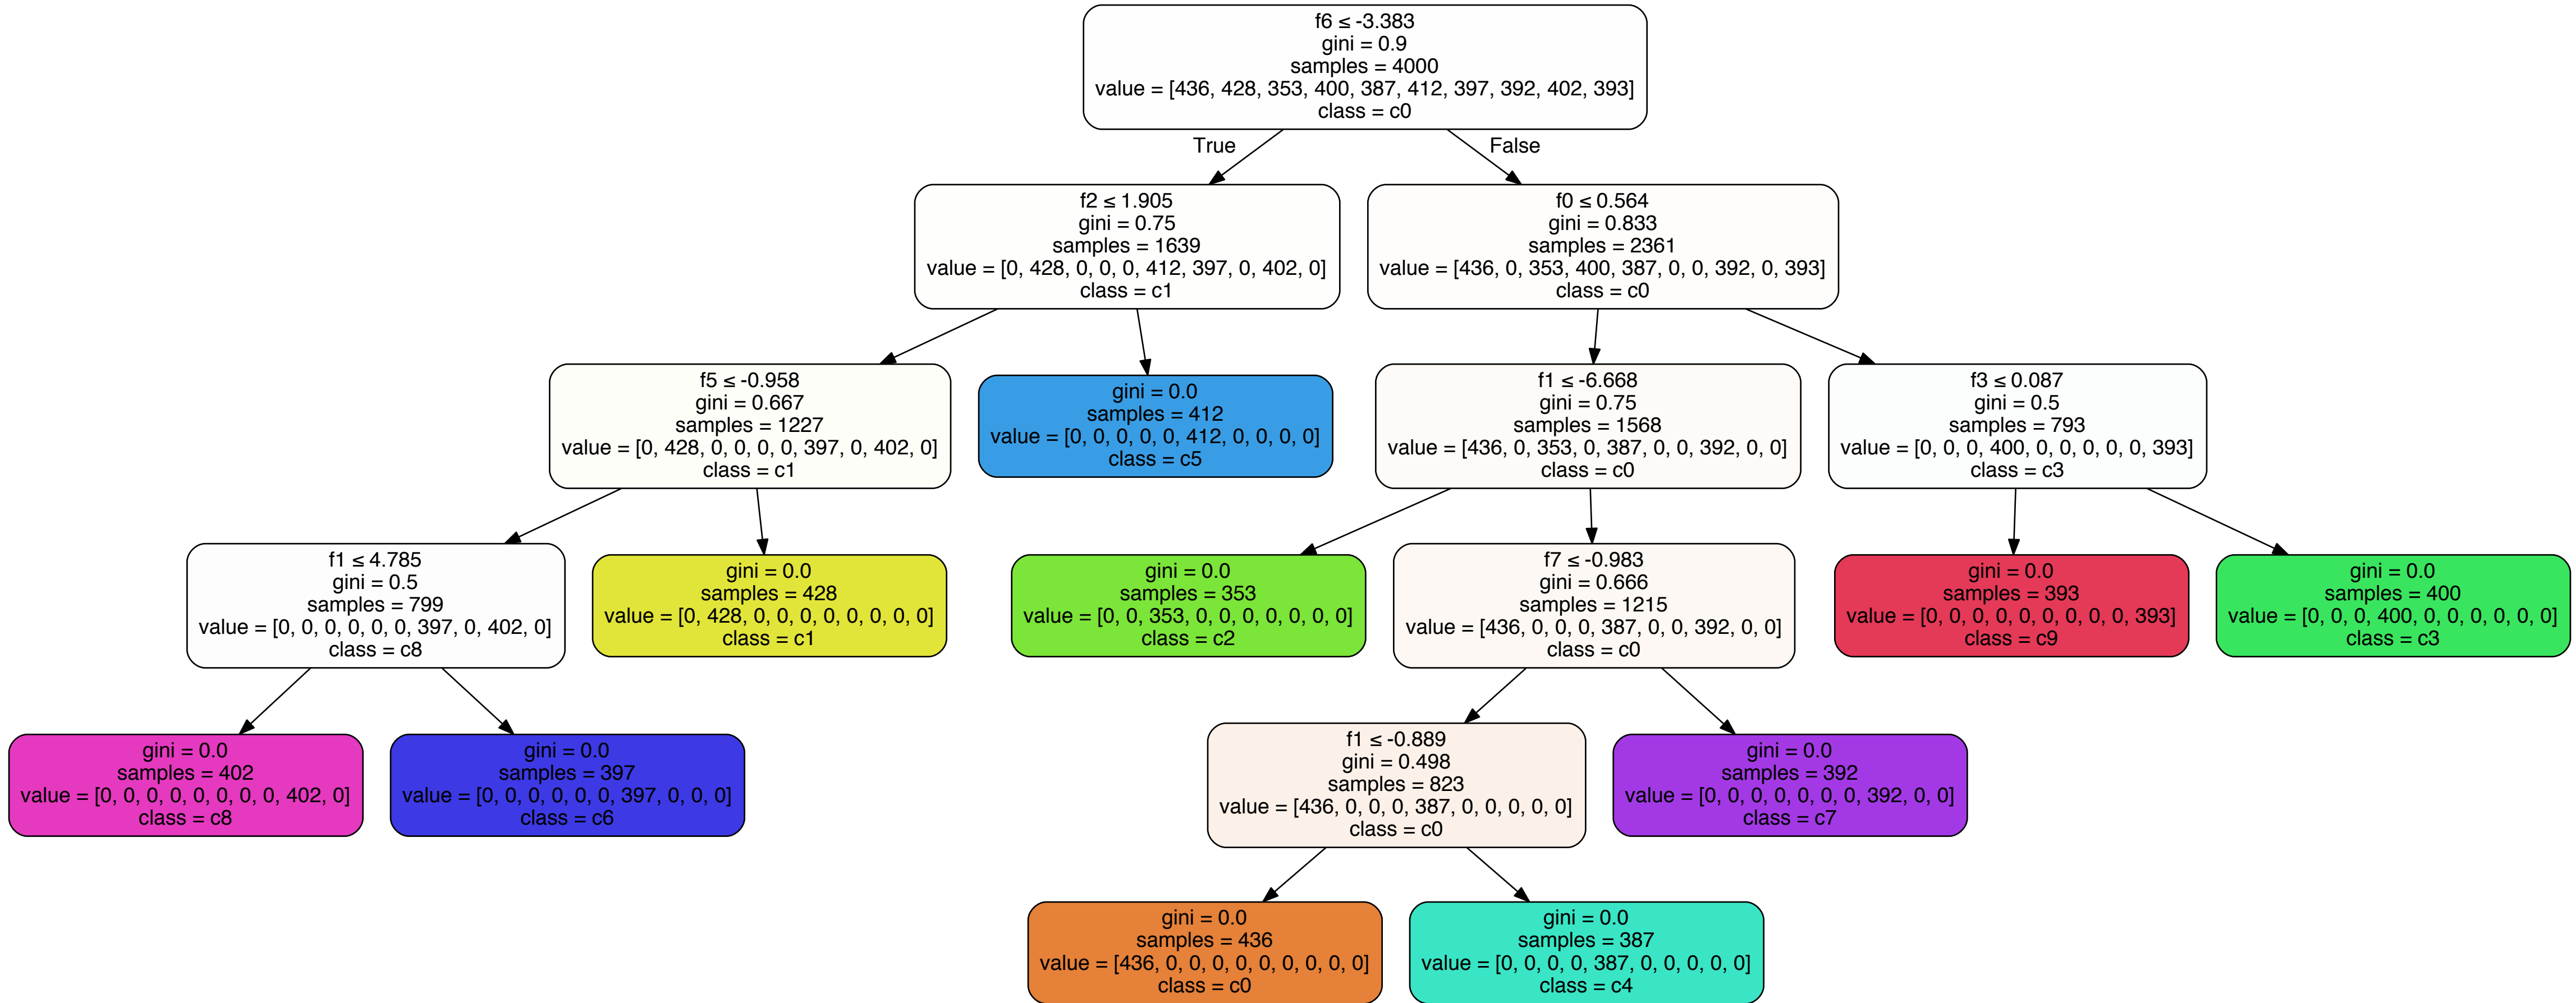 f6 ≤ -3.383
gini = 0.9
samples = 4000
value = [436, 428, 353, 400, 387, 412, 397, 392, 402, 393]
class = c0
True
False
f2 ≤ 1.905
gini = 0.75
samples = 1639
value = [0, 428, 0, 0, 0, 412, 397, 0, 402, 0]
class = c1
f0 ≤ 0.564
gini = 0.833
samples = 2361
value = [436, 0, 353, 400, 387, 0, 0, 392, 0, 393]
class = c0
f5 ≤ -0.958
gini = 0.667
samples = 1227
value = [0, 428, 0, 0, 0, 0, 397, 0, 402, 0]
class = c1
gini = 0.0
samples = 412
value = [0, 0, 0, 0, 0, 412, 0, 0, 0, 0]
class = c5
f1 ≤ -6.668
gini = 0.75
samples = 1568
value = [436, 0, 353, 0, 387, 0, 0, 392, 0, 0]
class = c0
f3 ≤ 0.087
gini = 0.5
samples = 793
value = [0, 0, 0, 400, 0, 0, 0, 0, 0, 393]
class = c3
f1 ≤ 4.785
gini = 0.5
samples = 799
value = [0, 0, 0, 0, 0, 0, 397, 0, 402, 0]
class = c8
gini = 0.0
samples = 428
value = [0, 428, 0, 0, 0, 0, 0, 0, 0, 0]
class = c1
gini = 0.0
samples = 353
value = [0, 0, 353, 0, 0, 0, 0, 0, 0, 0]
class = c2
f7 ≤ -0.983
gini = 0.666
samples = 1215
value = [436, 0, 0, 0, 387, 0, 0, 392, 0, 0]
class = c0
gini = 0.0
samples = 393
value = [0, 0, 0, 0, 0, 0, 0, 0, 0, 393]
class = c9
gini = 0.0
samples = 400
value = [0, 0, 0, 400, 0, 0, 0, 0, 0, 0]
class = c3
gini = 0.0
samples = 402
value = [0, 0, 0, 0, 0, 0, 0, 0, 402, 0]
class = c8
gini = 0.0
samples = 397
value = [0, 0, 0, 0, 0, 0, 397, 0, 0, 0]
class = c6
f1 ≤ -0.889
gini = 0.498
samples = 823
value = [436, 0, 0, 0, 387, 0, 0, 0, 0, 0]
class = c0
gini = 0.0
samples = 392
value = [0, 0, 0, 0, 0, 0, 0, 392, 0, 0]
class = c7
gini = 0.0
samples = 436
value = [436, 0, 0, 0, 0, 0, 0, 0, 0, 0]
class = c0
gini = 0.0
samples = 387
value = [0, 0, 0, 0, 387, 0, 0, 0, 0, 0]
class = c4